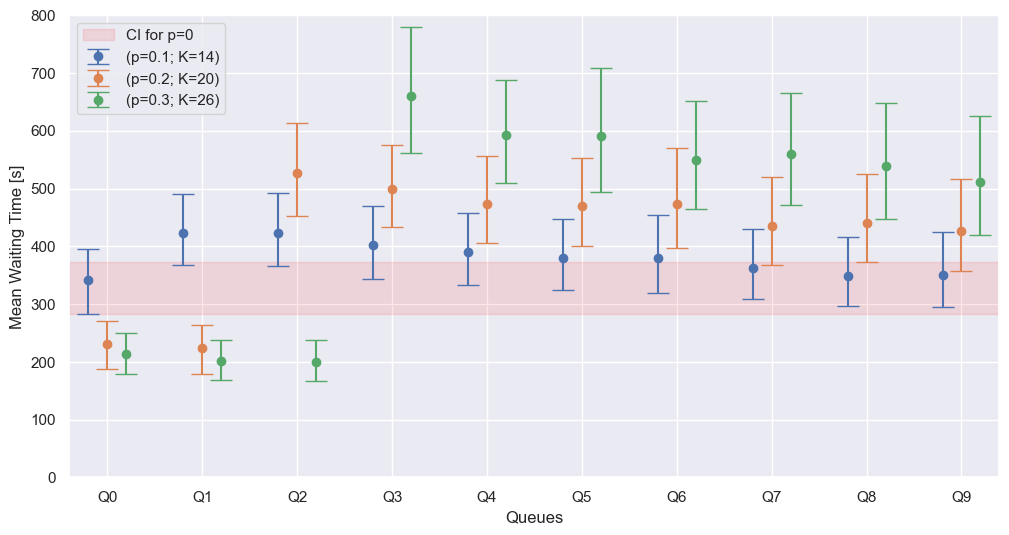 CI for p=0
(p=0.1; K=14)
(p=0.2; K=20)
(p=0.3; K=26)
Mean Waiting Time [s]
800
700
600
500
400
300
200
100
0
Q0 Q1 Q2 Q3 Q4 Q5 Q6 Q7 Q8 Q9
Queues